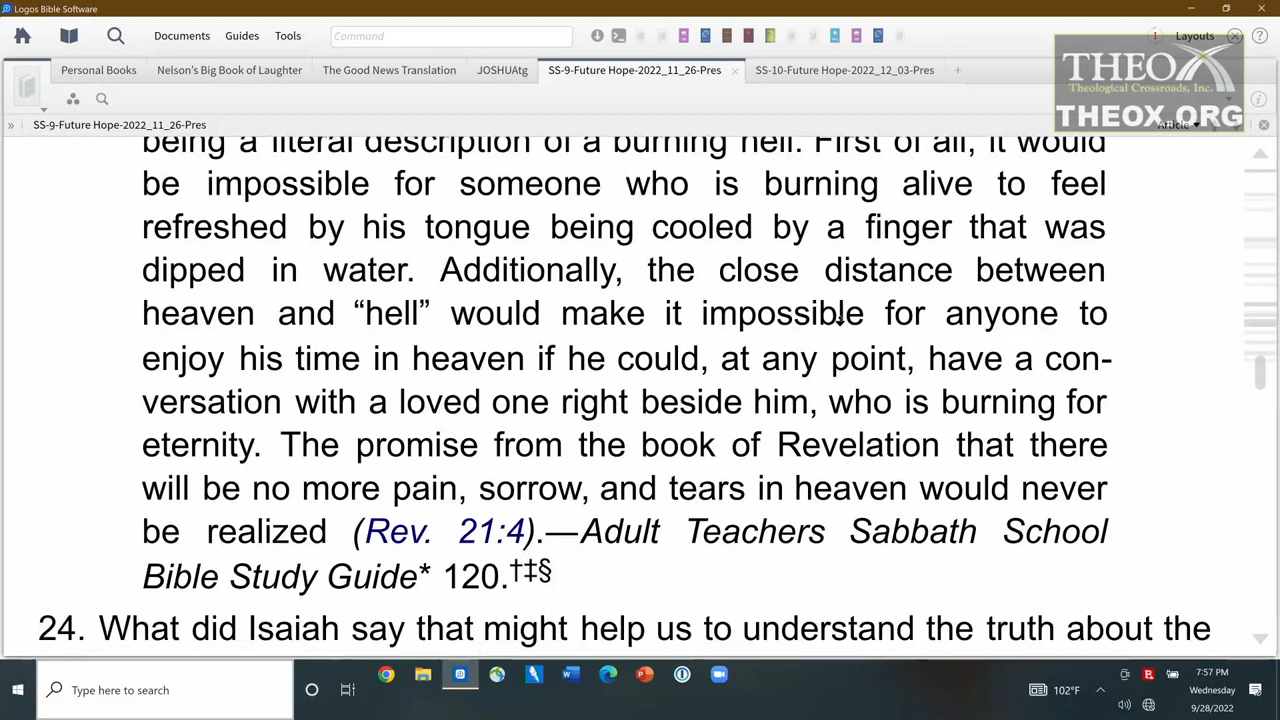 Logos Bible Software
Documents Guides Tools Command Layouts
Personal Books Nelson's Big Book of Laughter The Good News Translation JOSHUAtg SS-9-Future Hope-2022_11_26-Pres SS-10-Future Hope-2022_12_03-Pres
THEOX
Theological Crossroads, Inc.
THEOX.ORG
SS-9-Future Hope-2022_11_26-Pres Article
being a literal description of a burning hell. First of all, it would
be impossible for someone who is burning alive to feel
refreshed by his tongue being cooled by a finger that was
dipped in water. Additionally, the close distance between
heaven and “hell” would make it impossible for anyone to
enjoy his time in heaven if he could, at any point, have a con-
versation with a loved one right beside him, who is burning for
eternity. The promise from the book of Revelation that there
will be no more pain, sorrow, and tears in heaven would never
be realized (Rev. 21:4).—Adult Teachers Sabbath School
Bible Study Guide* 120.†‡§
24. What did Isaiah say that might help us to understand the truth about the
Type here to search
102°F
7:57 PM
Wednesday
9/28/2022